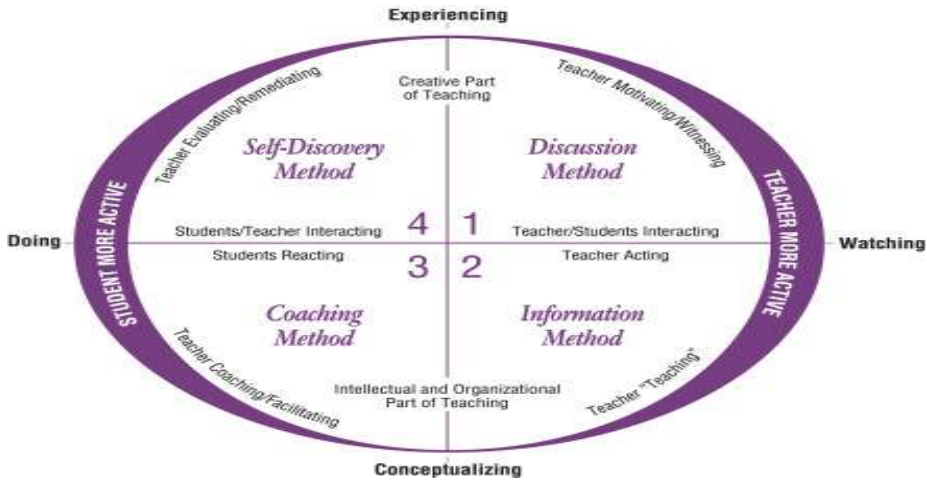 Experiencing
Creative Part
of Teaching
Teacher Evaluating/Remediating
Teacher Motivating/Witnessing
Self-Discovery
Method
Discussion
Method
STUDENT MORE ACTIVE
TEACHER MORE ACTIVE
Students/Teacher Interacting
4
1
Teacher/Students Interacting
Doing
Watching
Students Reacting
3
2
Teacher Acting
Coaching
Method
Information
Method
Teacher Coaching/Facilitating
Teacher "Teaching"
Intellectual and Organizational
Part of Teaching
Conceptualizing